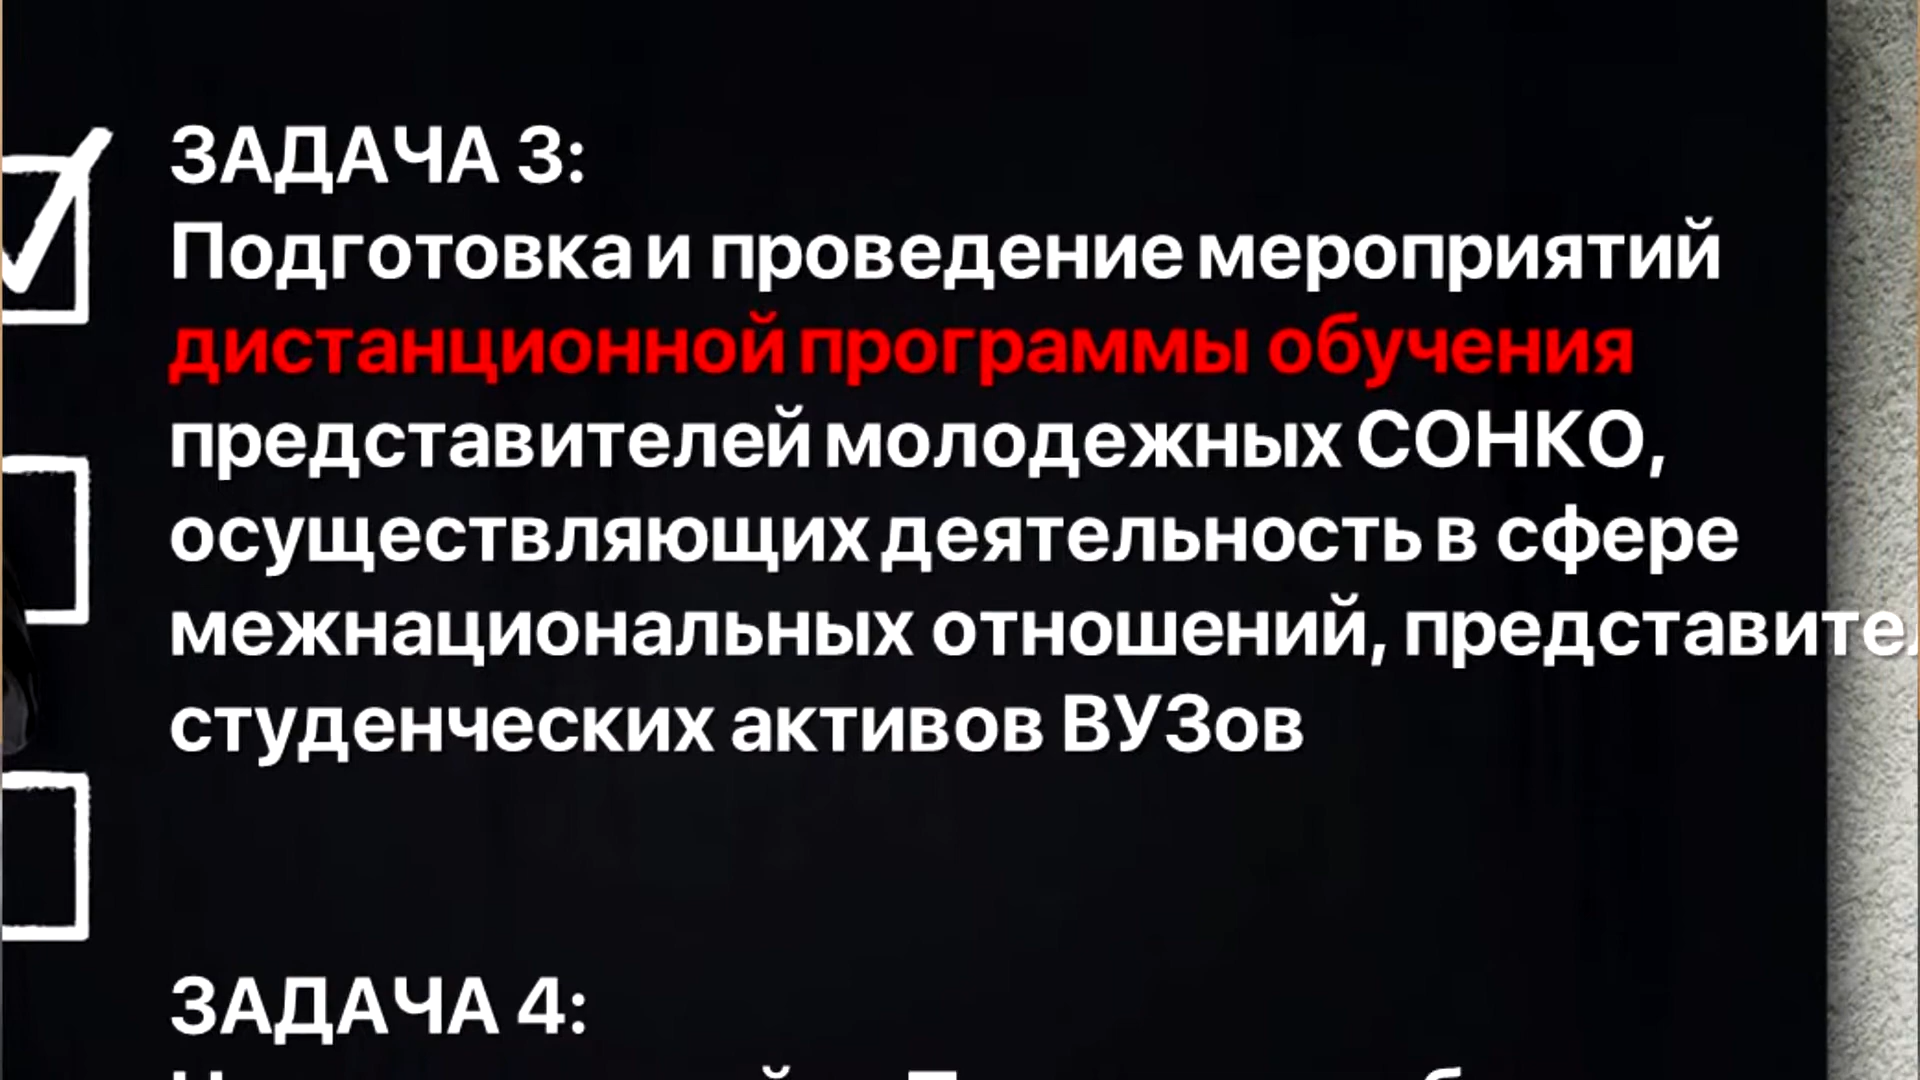 ЗАДАЧА 3:
Подготовка и проведение мероприятий
дистанционной программы обучения
представителей молодежных СОНКО,
осуществляющих деятельность в сфере
межнациональных отношений,
студенческих активов ВУЗов
ЗАДАЧА 4: